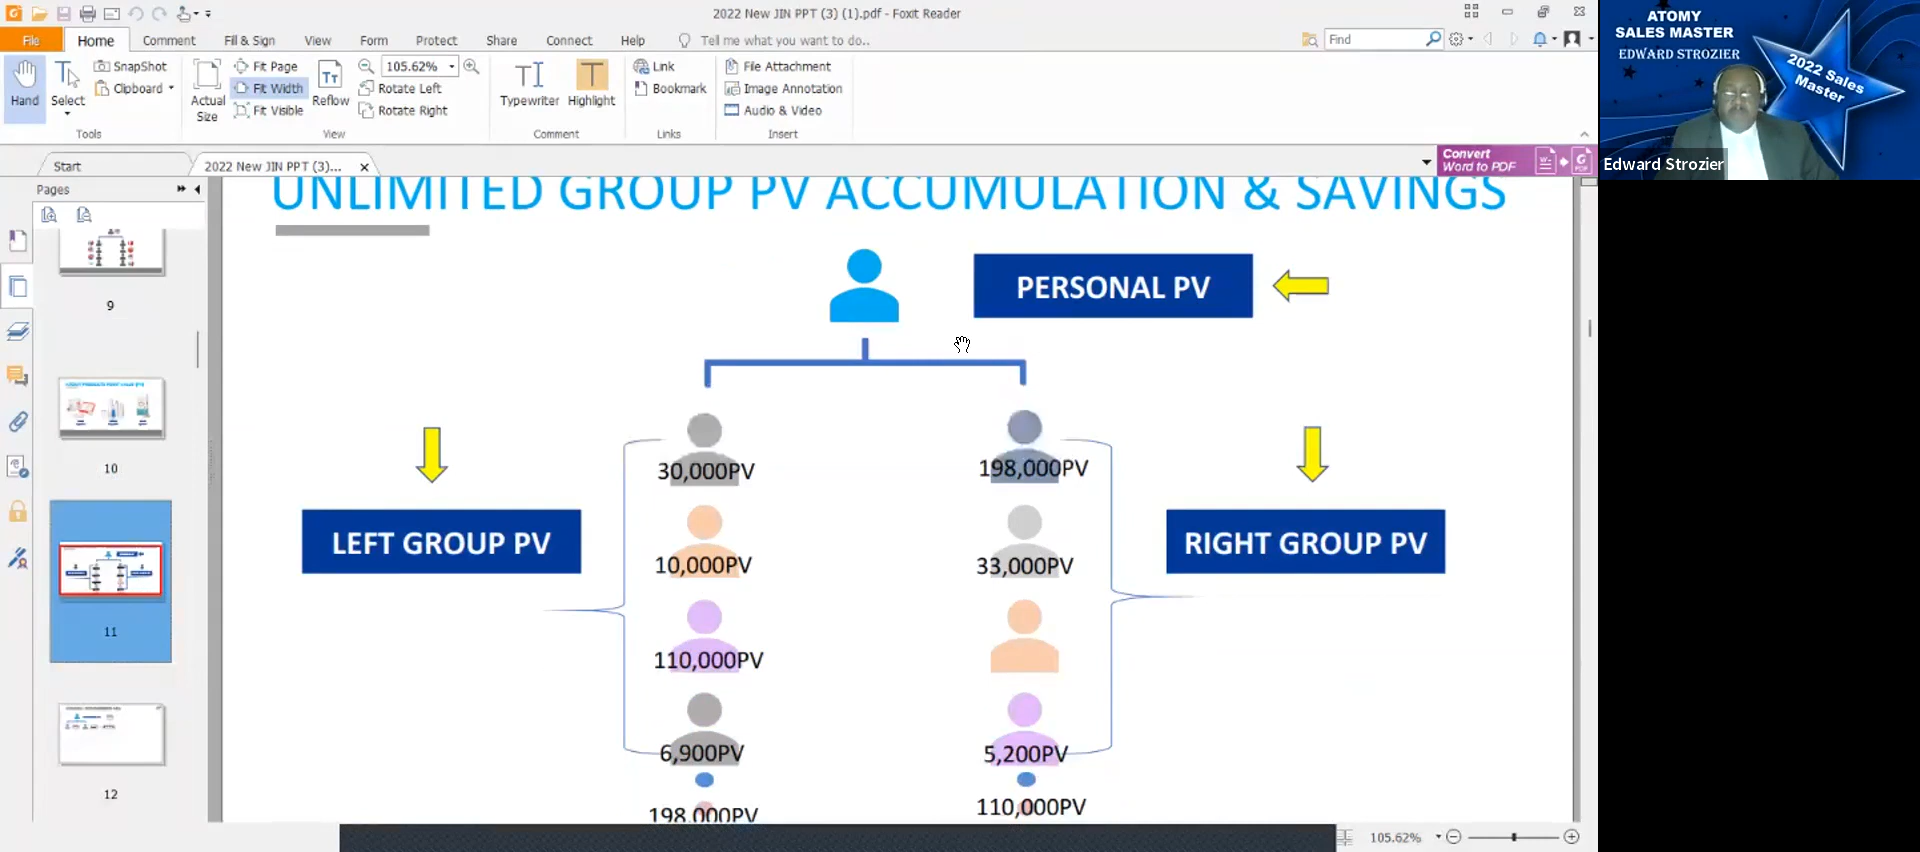 2022 New JIN PPT (3) (1).pdf - Foxit Reader
File Home Comment Fill & Sign View Form Protect Share Connect Help Tell me what you want to do.. Find
Hand
Select
SnapShot
Clipboard
Tools
Actual Size
Fit Page
Fit Width
Fit Visible
Reflow
105.62%
Rotate Left
Rotate Right
View
Typewriter
Highlight
Comment
Link
Bookmark
Links
File Attachment
Image Annotation
Audio & Video
Insert
Start
2022 New JIN PPT (3)...
Convert
Word to PDF
Pages
9
10
11
12
UNLIMITED GROUP PV ACCUMULATION & SAVINGS
PERSONAL PV
LEFT GROUP PV
RIGHT GROUP PV
30,000PV
10,000PV
110,000PV
6,900PV
198,000PV
198,000PV
33,000PV
5,200PV
110,000PV
105.62%
ATOMY
SALES MASTER
EDWARD STROZIER
2022 Sales
Master
Edward Strozier